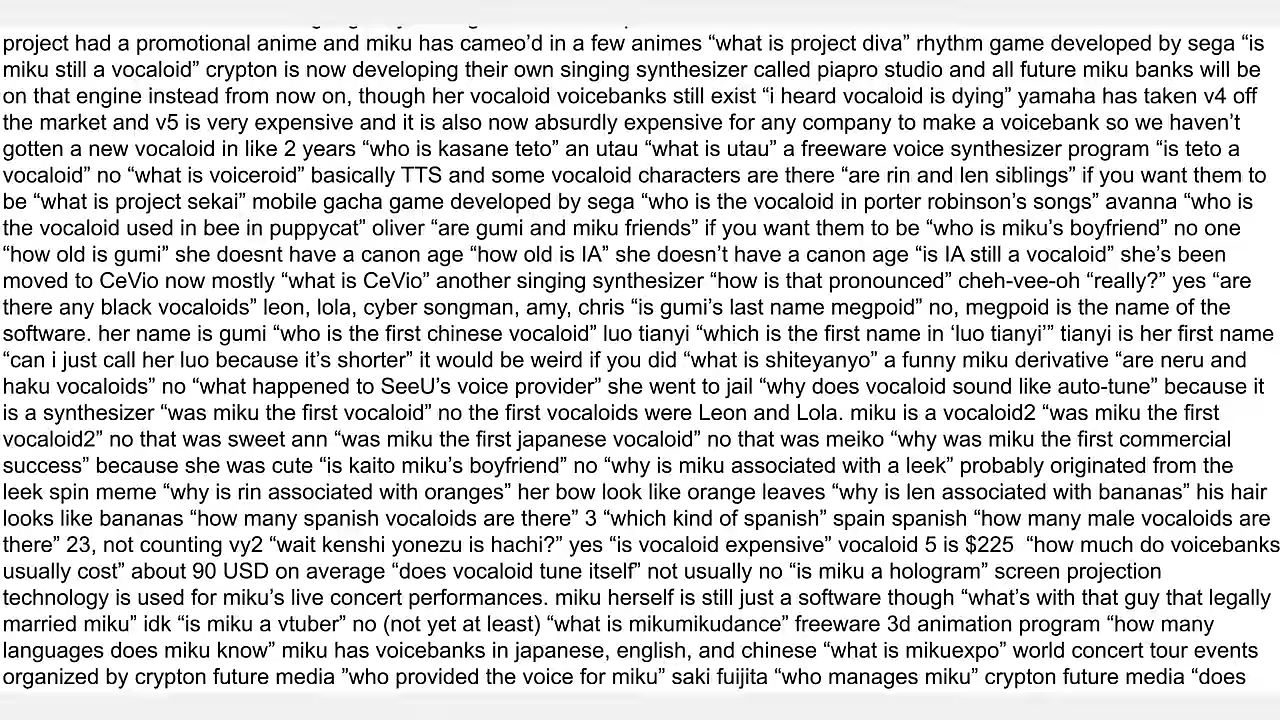 project had a promotional anime and miku has cameo’d in a few animes “what is project diva” rhythm game developed by sega “is
miku still a vocaloid” crypton is now developing their own singing synthesizer called piapro studio and all future miku banks will be
on that engine instead from now on, though her vocaloid voicebanks still exist “i heard vocaloid is dying” yamaha has taken v4 off
the market and v5 is very expensive and it is also now absurdly expensive for any company to make a voicebank so we haven’t
gotten a new vocaloid in like 2 years “who is kasane teto” an utau “what is utau” a freeware voice synthesizer program “is teto a
vocaloid” no “what is voiceroid” basically TTS and some vocaloid characters are there “are rin and len siblings” if you want them to
be “what is project sekai” mobile gacha game developed by sega “who is the vocaloid in porter robinson’s songs” avanna “who is
the vocaloid used in bee in puppycat” oliver “are gumi and miku friends” if you want them to be “who is miku’s boyfriend” no one
“how old is gumi” she doesnt have a canon age “how old is IA” she doesn’t have a canon age “is IA still a vocaloid” she’s been
moved to CeVio now mostly “what is CeVio” another singing synthesizer “how is that pronounced” cheh-vee-oh “really?” yes “are
there any black vocaloids” leon, lola, cyber songman, amy, chris “is gumi’s last name megpoid” no, megpoid is the name of the
software. her name is gumi “who is the first chinese vocaloid” luo tianyi “which is the first name in ‘luo tianyi’” tianyi is her first name
“can i just call her luo because it’s shorter” it would be weird if you did “what is shiteyanyo” a funny miku derivative “are neru and
haku vocaloids” no “what happened to SeeU’s voice provider” she went to jail “why does vocaloid sound like auto-tune” because it
is a synthesizer “was miku the first vocaloid” no the first vocaloids were Leon and Lola. miku is a vocaloid2 “was miku the first
vocaloid2” no that was sweet ann “was miku the first japanese vocaloid” no that was meiko “why was miku the first commercial
success” because she was cute “is kaito miku’s boyfriend” no “why is miku associated with a leek” probably originated from the
leek spin meme “why is rin associated with oranges” her bow look like orange leaves “why is len associated with bananas” his hair
looks like bananas “how many spanish vocaloids are there” 3 “which kind of spanish” spain spanish “how many male vocaloids are
there” 23, not counting vy2 “wait kenshi yonezu is hachi?” yes “is vocaloid expensive” vocaloid 5 is $225  “how much do voicebanks
usually cost” about 90 USD on average “does vocaloid tune itself” not usually no “is miku a hologram” screen projection
technology is used for miku’s live concert performances. miku herself is still just a software though “what’s with that guy that legally
married miku” idk “is miku a vtuber” no (not yet at least) “what is mikumikudance” freeware 3d animation program “how many
languages does miku know” miku has voicebanks in japanese, english, and chinese “what is mikuexpo” world concert tour events
organized by crypton future media ”who provided the voice for miku” saki fuijita “who manages miku” crypton future media “does